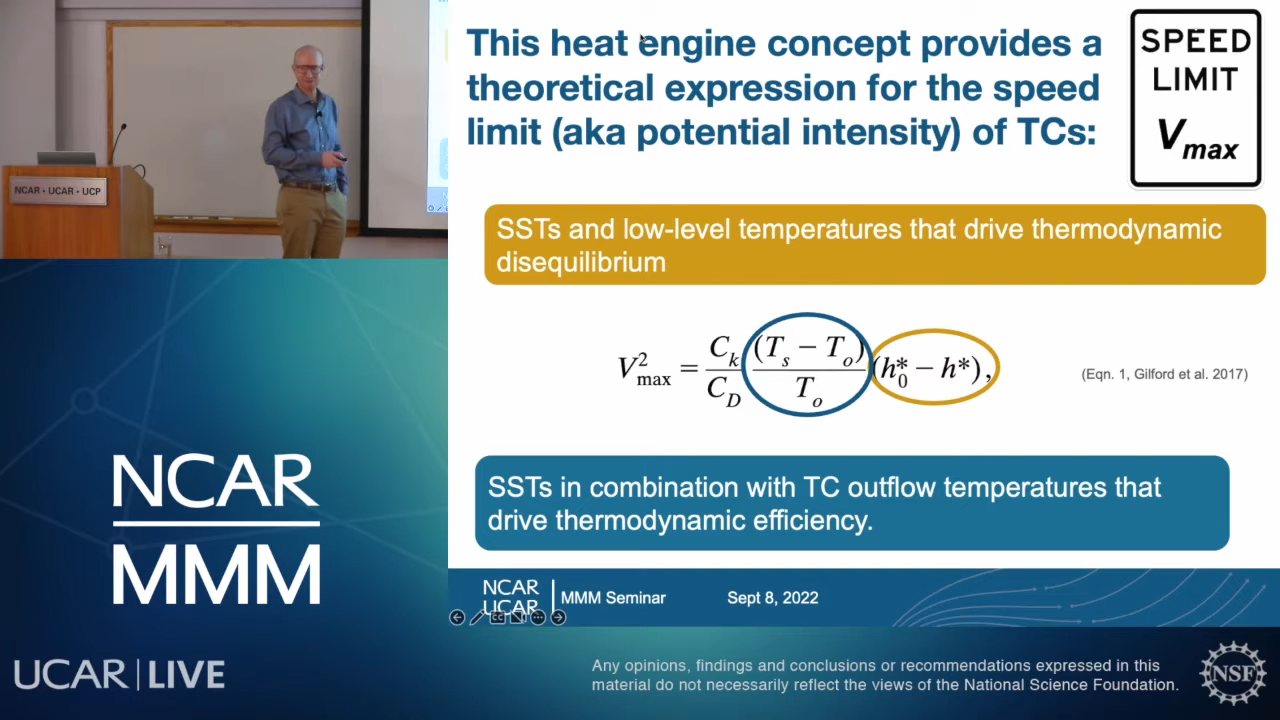 NCAR • UCAR • UCP
This heat engine concept provides a
theoretical expression for the speed
limit (aka potential intensity) of TCs:
SPEED
LIMIT
Vmax
SSTs and low-level temperatures that drive thermodynamic
disequilibrium
V²max = Ck/CD (Ts − To)/To (h0* − h*),
(Eqn. 1, Gilford et al. 2017)
SSTs in combination with TC outflow temperatures that
drive thermodynamic efficiency.
NCAR
UCAR
MMM Seminar
Sept 8, 2022
CC
NCAR
MMM
UCAR | LIVE
Any opinions, findings and conclusions or recommendations expressed in this
material do not necessarily reflect the views of the National Science Foundation.
NSF